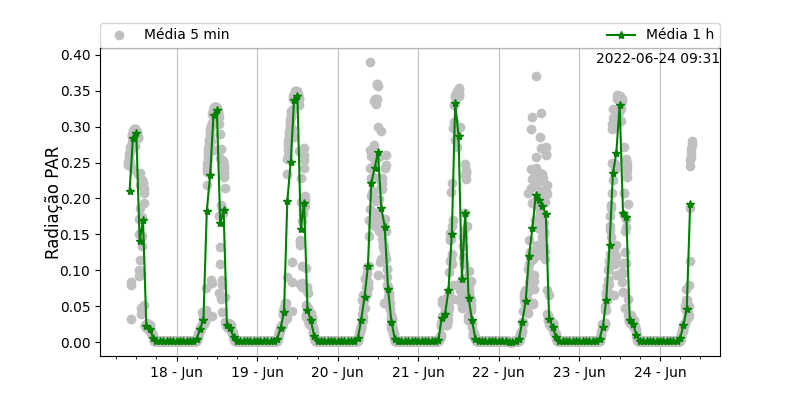 Média 5 min
Média 1 h
2022-06-24 09:31
Radiação PAR
0.40
0.35
0.30
0.25
0.20
0.15
0.10
0.05
0.00
18 - Jun
19 - Jun
20 - Jun
21 - Jun
22 - Jun
23 - Jun
24 - Jun